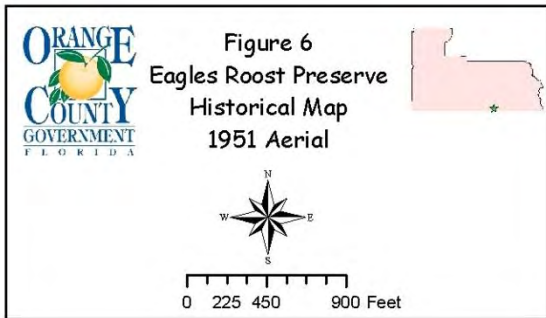 ORANGE
COUNTY
GOVERNMENT
FLORIDA
Figure 6
Eagles Roost Preserve
Historical Map
1951 Aerial
N
W E
S
0 225 450 900 Feet